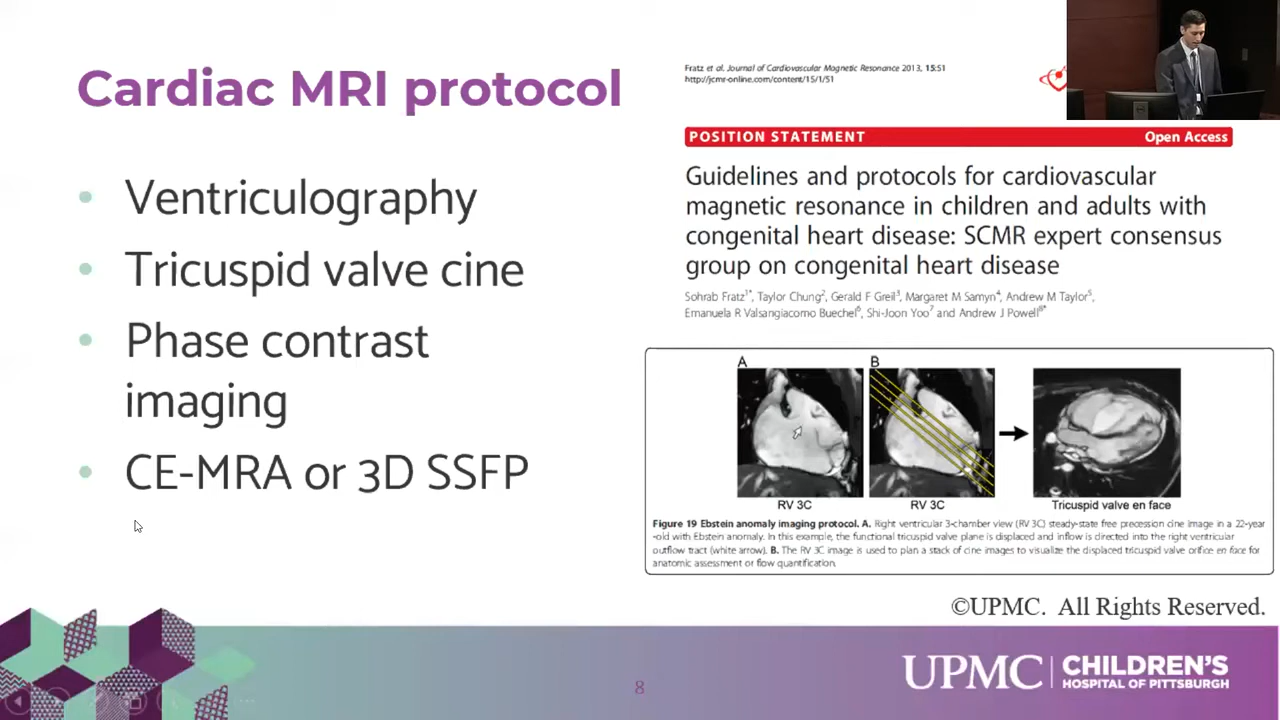 Cardiac MRI protocol
• Ventriculography
• Tricuspid valve cine
• Phase contrast
imaging
• CE-MRA or 3D SSFP
Fratz et al. Journal of Cardiovascular Magnetic Resonance 2013, 15:51
http://jcmr-online.com/content/15/1/51
POSITION STATEMENT Open Access
Guidelines and protocols for cardiovascular
magnetic resonance in children and adults with
congenital heart disease: SCMR expert consensus
group on congenital heart disease
Sohrab Fratz1*, Taylor Chung2, Gerald F Greil3, Margaret M Samyn4, Andrew M Taylor5,
Emanuela R Valsangiacomo Buechel6, Shi-Joon Yoo7 and Andrew J Powell8*
A B
RV 3C RV 3C Tricuspid valve en face
Figure 19 Ebstein anomaly imaging protocol. A. Right ventricular 3-chamber view (RV 3C) steady-state free precession cine image in a 22-year
-old with Ebstein anomaly. In this example, the functional tricuspid valve plane is displaced and inflow is directed into the right ventricular
outflow tract (white arrow). B. The RV 3C image is used to plan a stack of cine images to visualize the displaced tricuspid valve orifice en face for
anatomic assessment or flow quantification.
©UPMC. All Rights Reserved.
8
UPMC CHILDREN'S
HOSPITAL OF PITTSBURGH